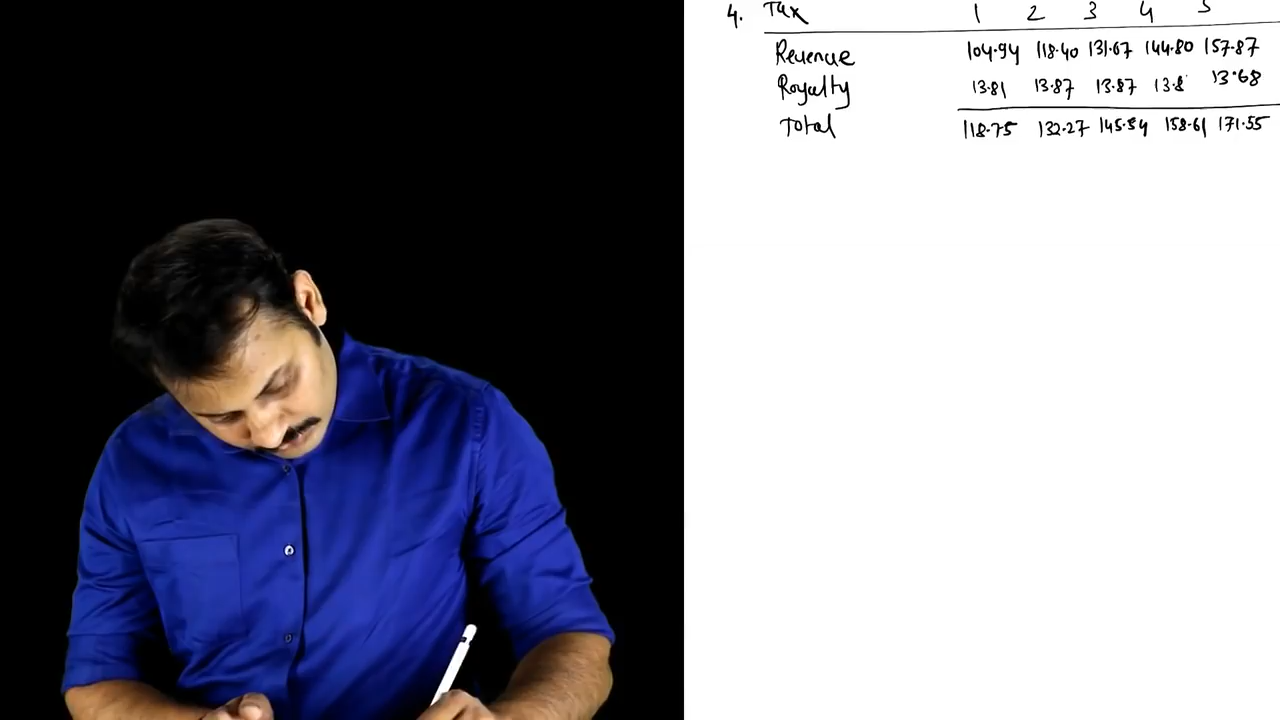 4. Tax 1 2 3 4 5
Revenue 104.94 118.40 131.67 144.80 157.87
Royalty 13.81 13.87 13.87 13.8 13.68
Total 118.75 132.27 145.54 158.61 171.55